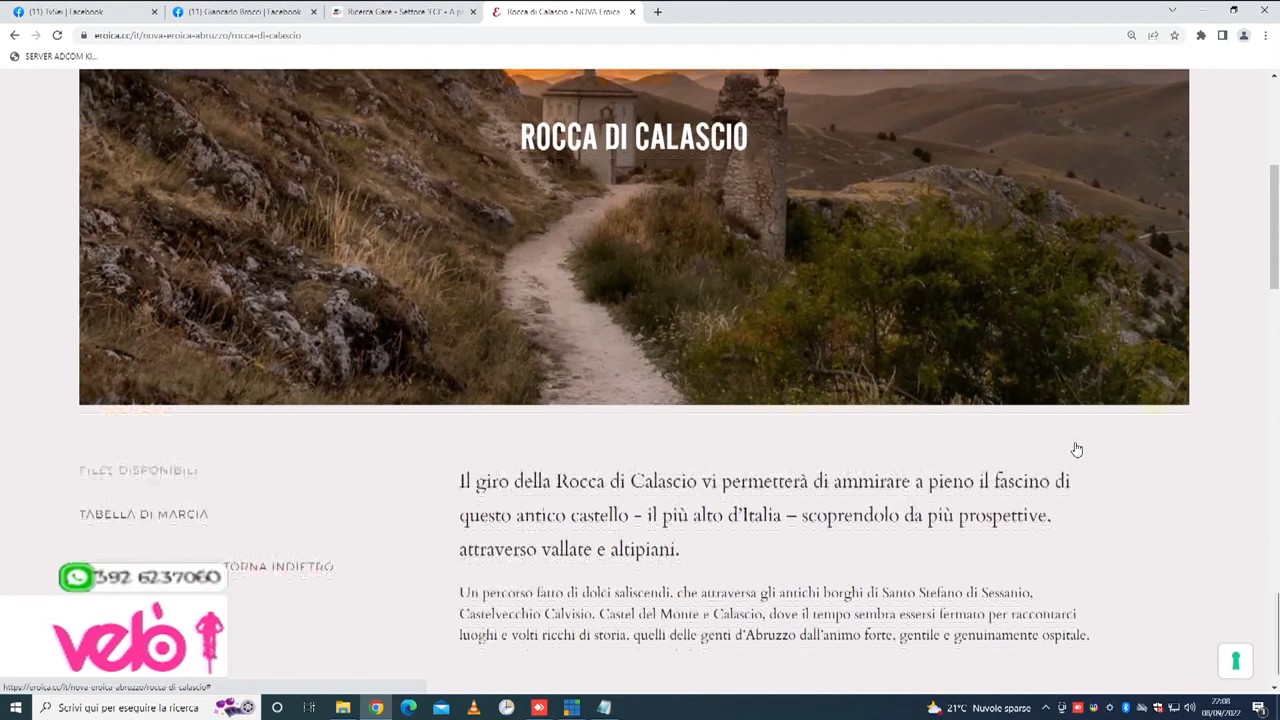 (11) TvSei | Facebook
(11) Giancarlo Brocci | Facebook
Ricerca Gare - Settore 'FCI' - A p
Rocca di Calascio - NOVA Eroica
eroica.cc/it/nova-eroica-abruzzo/rocca-di-calascio
SERVER ADCOM KI...
ROCCA DI CALASCIO
FILES DISPONIBILI
TABELLA DI MARCIA
TORNA INDIETRO
Il giro della Rocca di Calascio vi permetterà di ammirare a pieno il fascino di
questo antico castello - il più alto d'Italia – scoprendolo da più prospettive,
attraverso vallate e altipiani.
Un percorso fatto di dolci saliscendi, che attraversa gli antichi borghi di Santo Stefano di Sessanio,
Castelvecchio Calvisio, Castel del Monte e Calascio, dove il tempo sembra essersi fermato per raccontarci
luoghi e volti ricchi di storia, quelli delle genti d'Abruzzo dall'animo forte, gentile e genuinamente ospitale.
392 6237060
velò
https://eroica.cc/it/nova-eroica-abruzzo/rocca-di-calascio#
Scrivi qui per eseguire la ricerca
21°C Nuvole sparse
22:08
08/09/2022